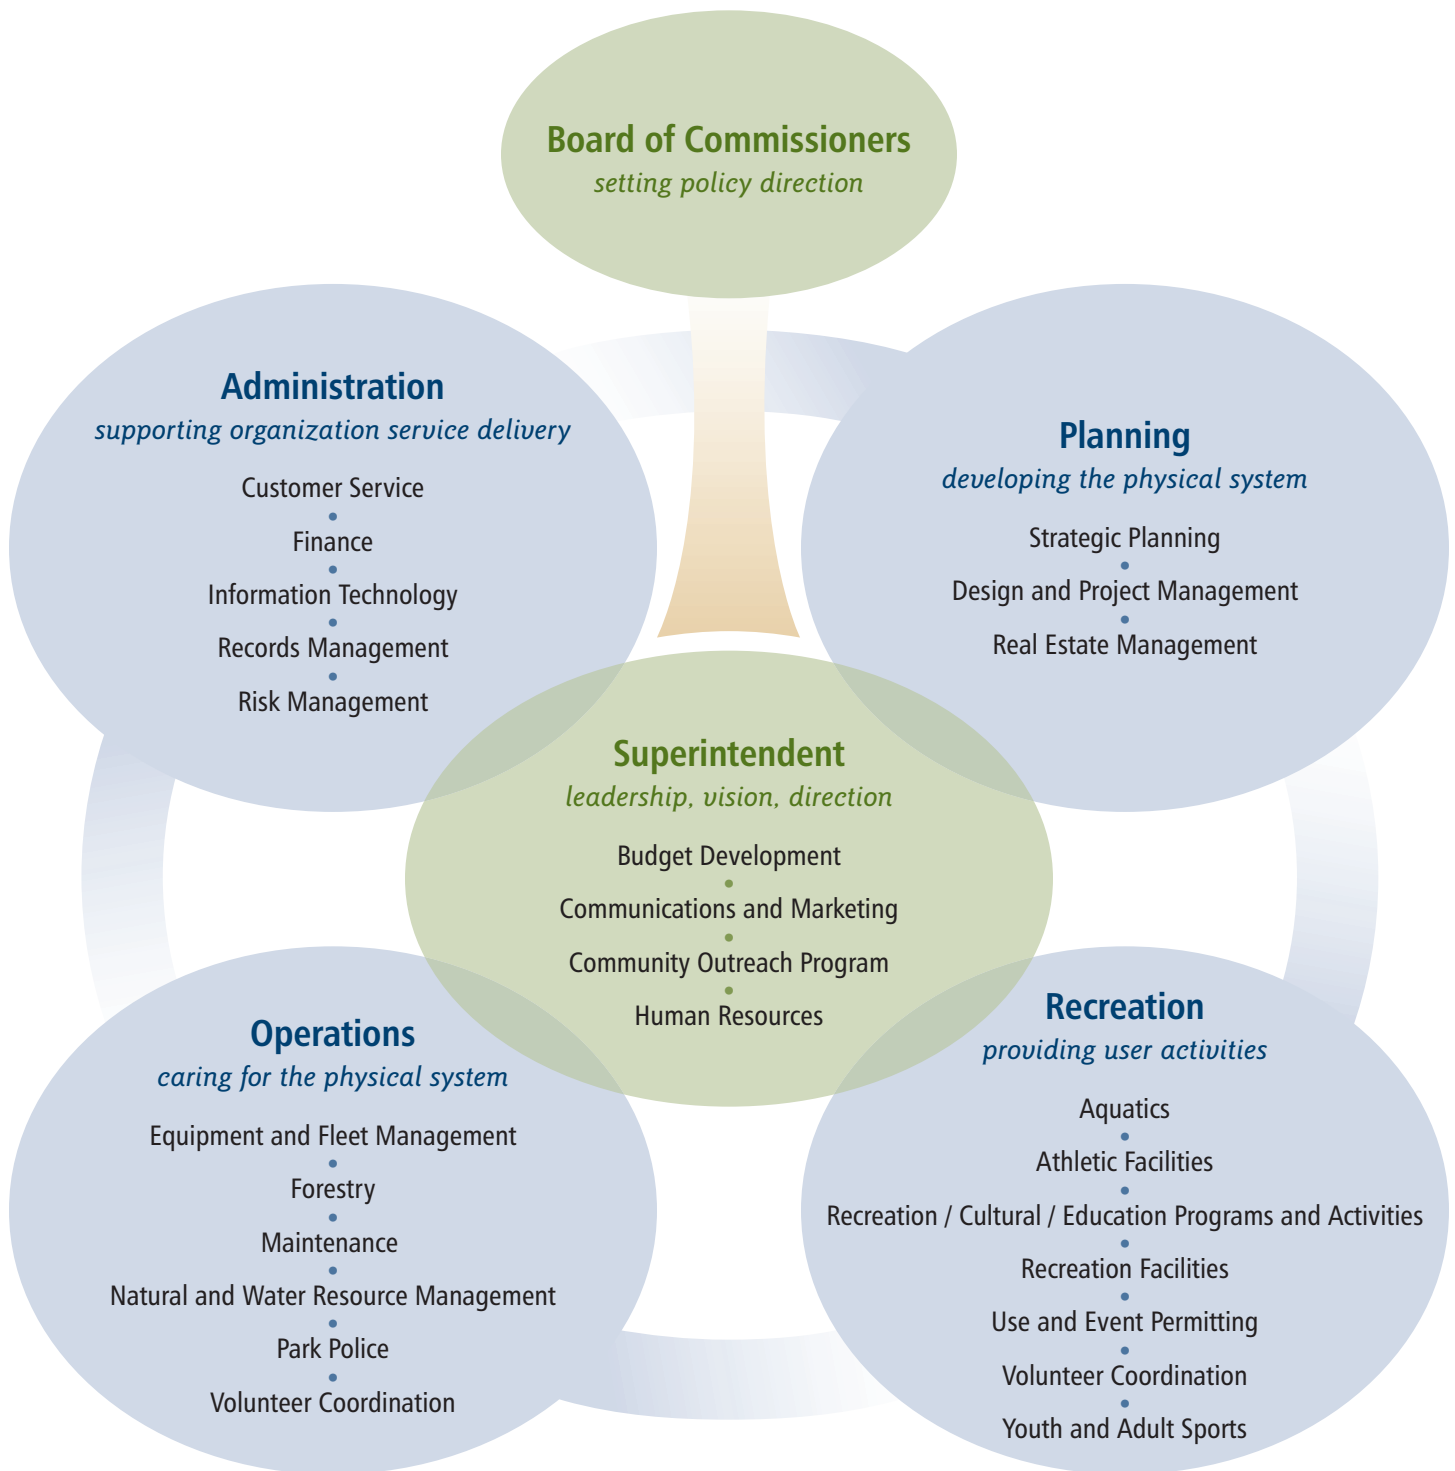 Board of Commissioners
setting policy direction
Administration
supporting organization service delivery
Customer Service
Finance
Information Technology
Records Management
Risk Management
Planning
developing the physical system
Strategic Planning
Design and Project Management
Real Estate Management
Superintendent
leadership, vision, direction
Budget Development
Communications and Marketing
Community Outreach Program
Human Resources
Operations
caring for the physical system
Equipment and Fleet Management
Forestry
Maintenance
Natural and Water Resource Management
Park Police
Volunteer Coordination
Recreation
providing user activities
Aquatics
Athletic Facilities
Recreation / Cultural / Education Programs and Activities
Recreation Facilities
Use and Event Permitting
Volunteer Coordination
Youth and Adult Sports